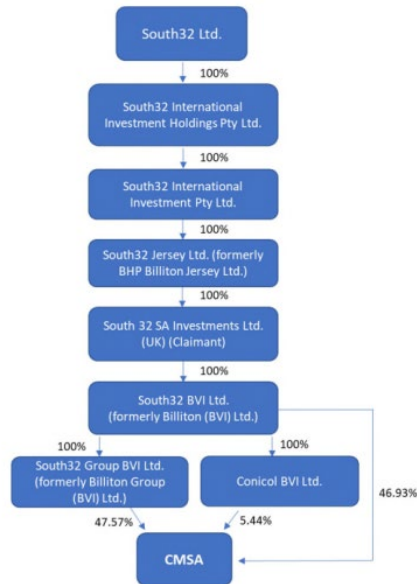 South32 Ltd.
100%
South32 International
Investment Holdings Pty Ltd.
100%
South32 International
Investment Pty Ltd.
100%
South32 Jersey Ltd. (formerly
BHP Billiton Jersey Ltd.)
100%
South 32 SA Investments Ltd.
(UK) (Claimant)
100%
South32 BVI Ltd.
(formerly Billiton (BVI) Ltd.)
100%
100%
South32 Group BVI Ltd.
(formerly Billiton Group
(BVI) Ltd.)
Conicol BVI Ltd.
46.93%
47.57%
5.44%
CMSA